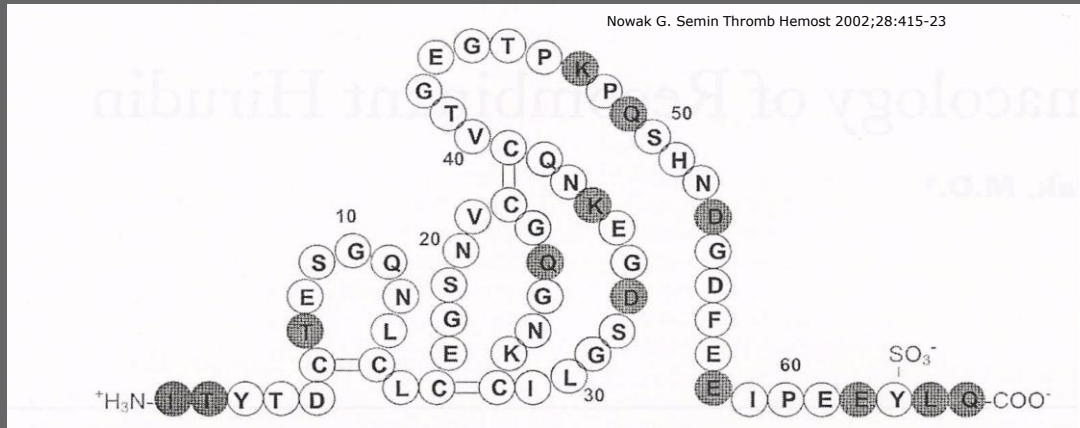 Nowak G. Semin Thromb Hemost 2002;28:415-23
⁺H₃N-I T Y T D C T E S G Q N L C L C E G S N V C G Q G N K C I L G S D G E K N Q C V T G E G T P K P Q S H N D G D F E E I P E E Y L Q-COO⁻
10
20
30
40
50
60
SO₃⁻